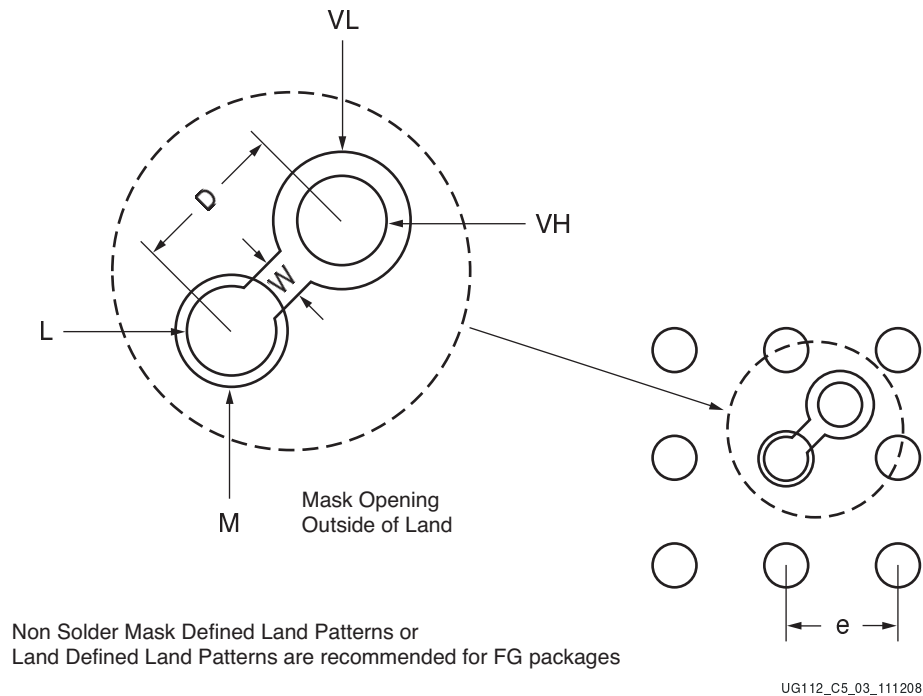 VL
D
VH
W
L
M
Mask Opening
Outside of Land
e
Non Solder Mask Defined Land Patterns or
Land Defined Land Patterns are recommended for FG packages
UG112_C5_03_111208